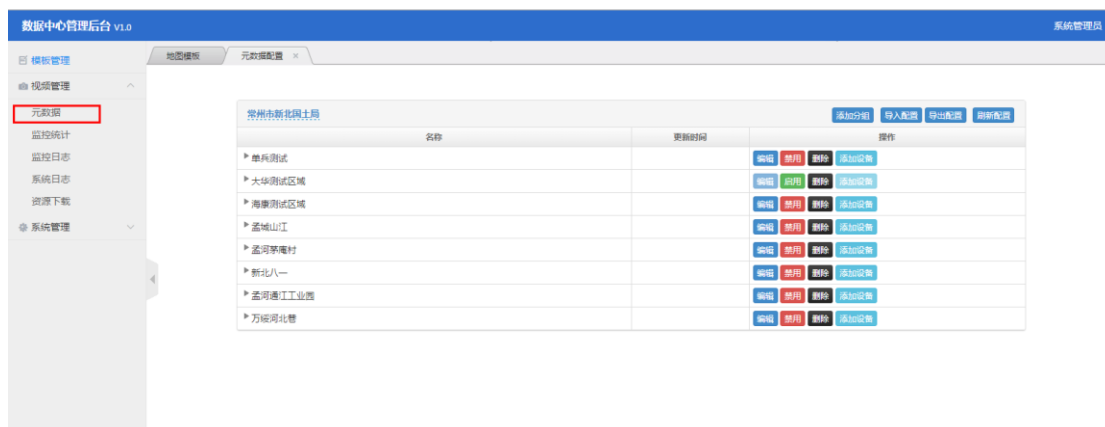 数据中心管理后台 V1.0 系统管理员
模板管理
地图模板 元数据配置 ×
视频管理
元数据
监控统计
监控日志
系统日志
资源下载
系统管理
常州市新北国土局 添加分组 导入配置 导出配置 刷新配置
名称 更新时间 操作
单兵测试 编辑 禁用 删除 添加设备
大华测试区域 编辑 启用 删除 添加设备
海康测试区域 编辑 禁用 删除 添加设备
孟城山江 编辑 禁用 删除 添加设备
孟河茅庵村 编辑 禁用 删除 添加设备
新北八一 编辑 禁用 删除 添加设备
孟河通江工业园 编辑 禁用 删除 添加设备
万绥河北巷 编辑 禁用 删除 添加设备